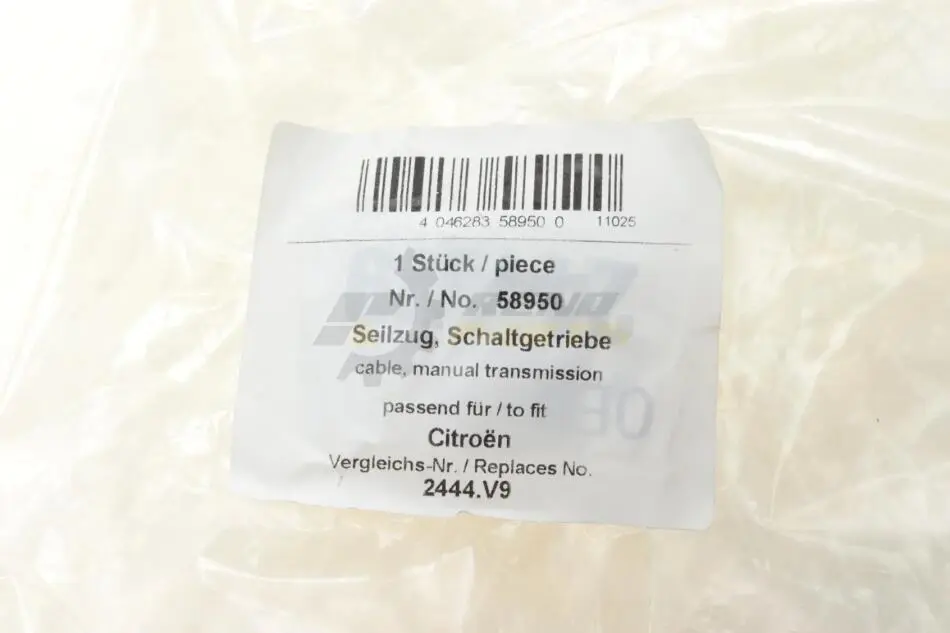 4 046283 58950 0 11025
1 Stück / piece
Nr. / No. 58950
Seilzug, Schaltgetriebe
cable, manual transmission
passend für / to fit
Citroën
Vergleichs-Nr. / Replaces No.
2444.V9